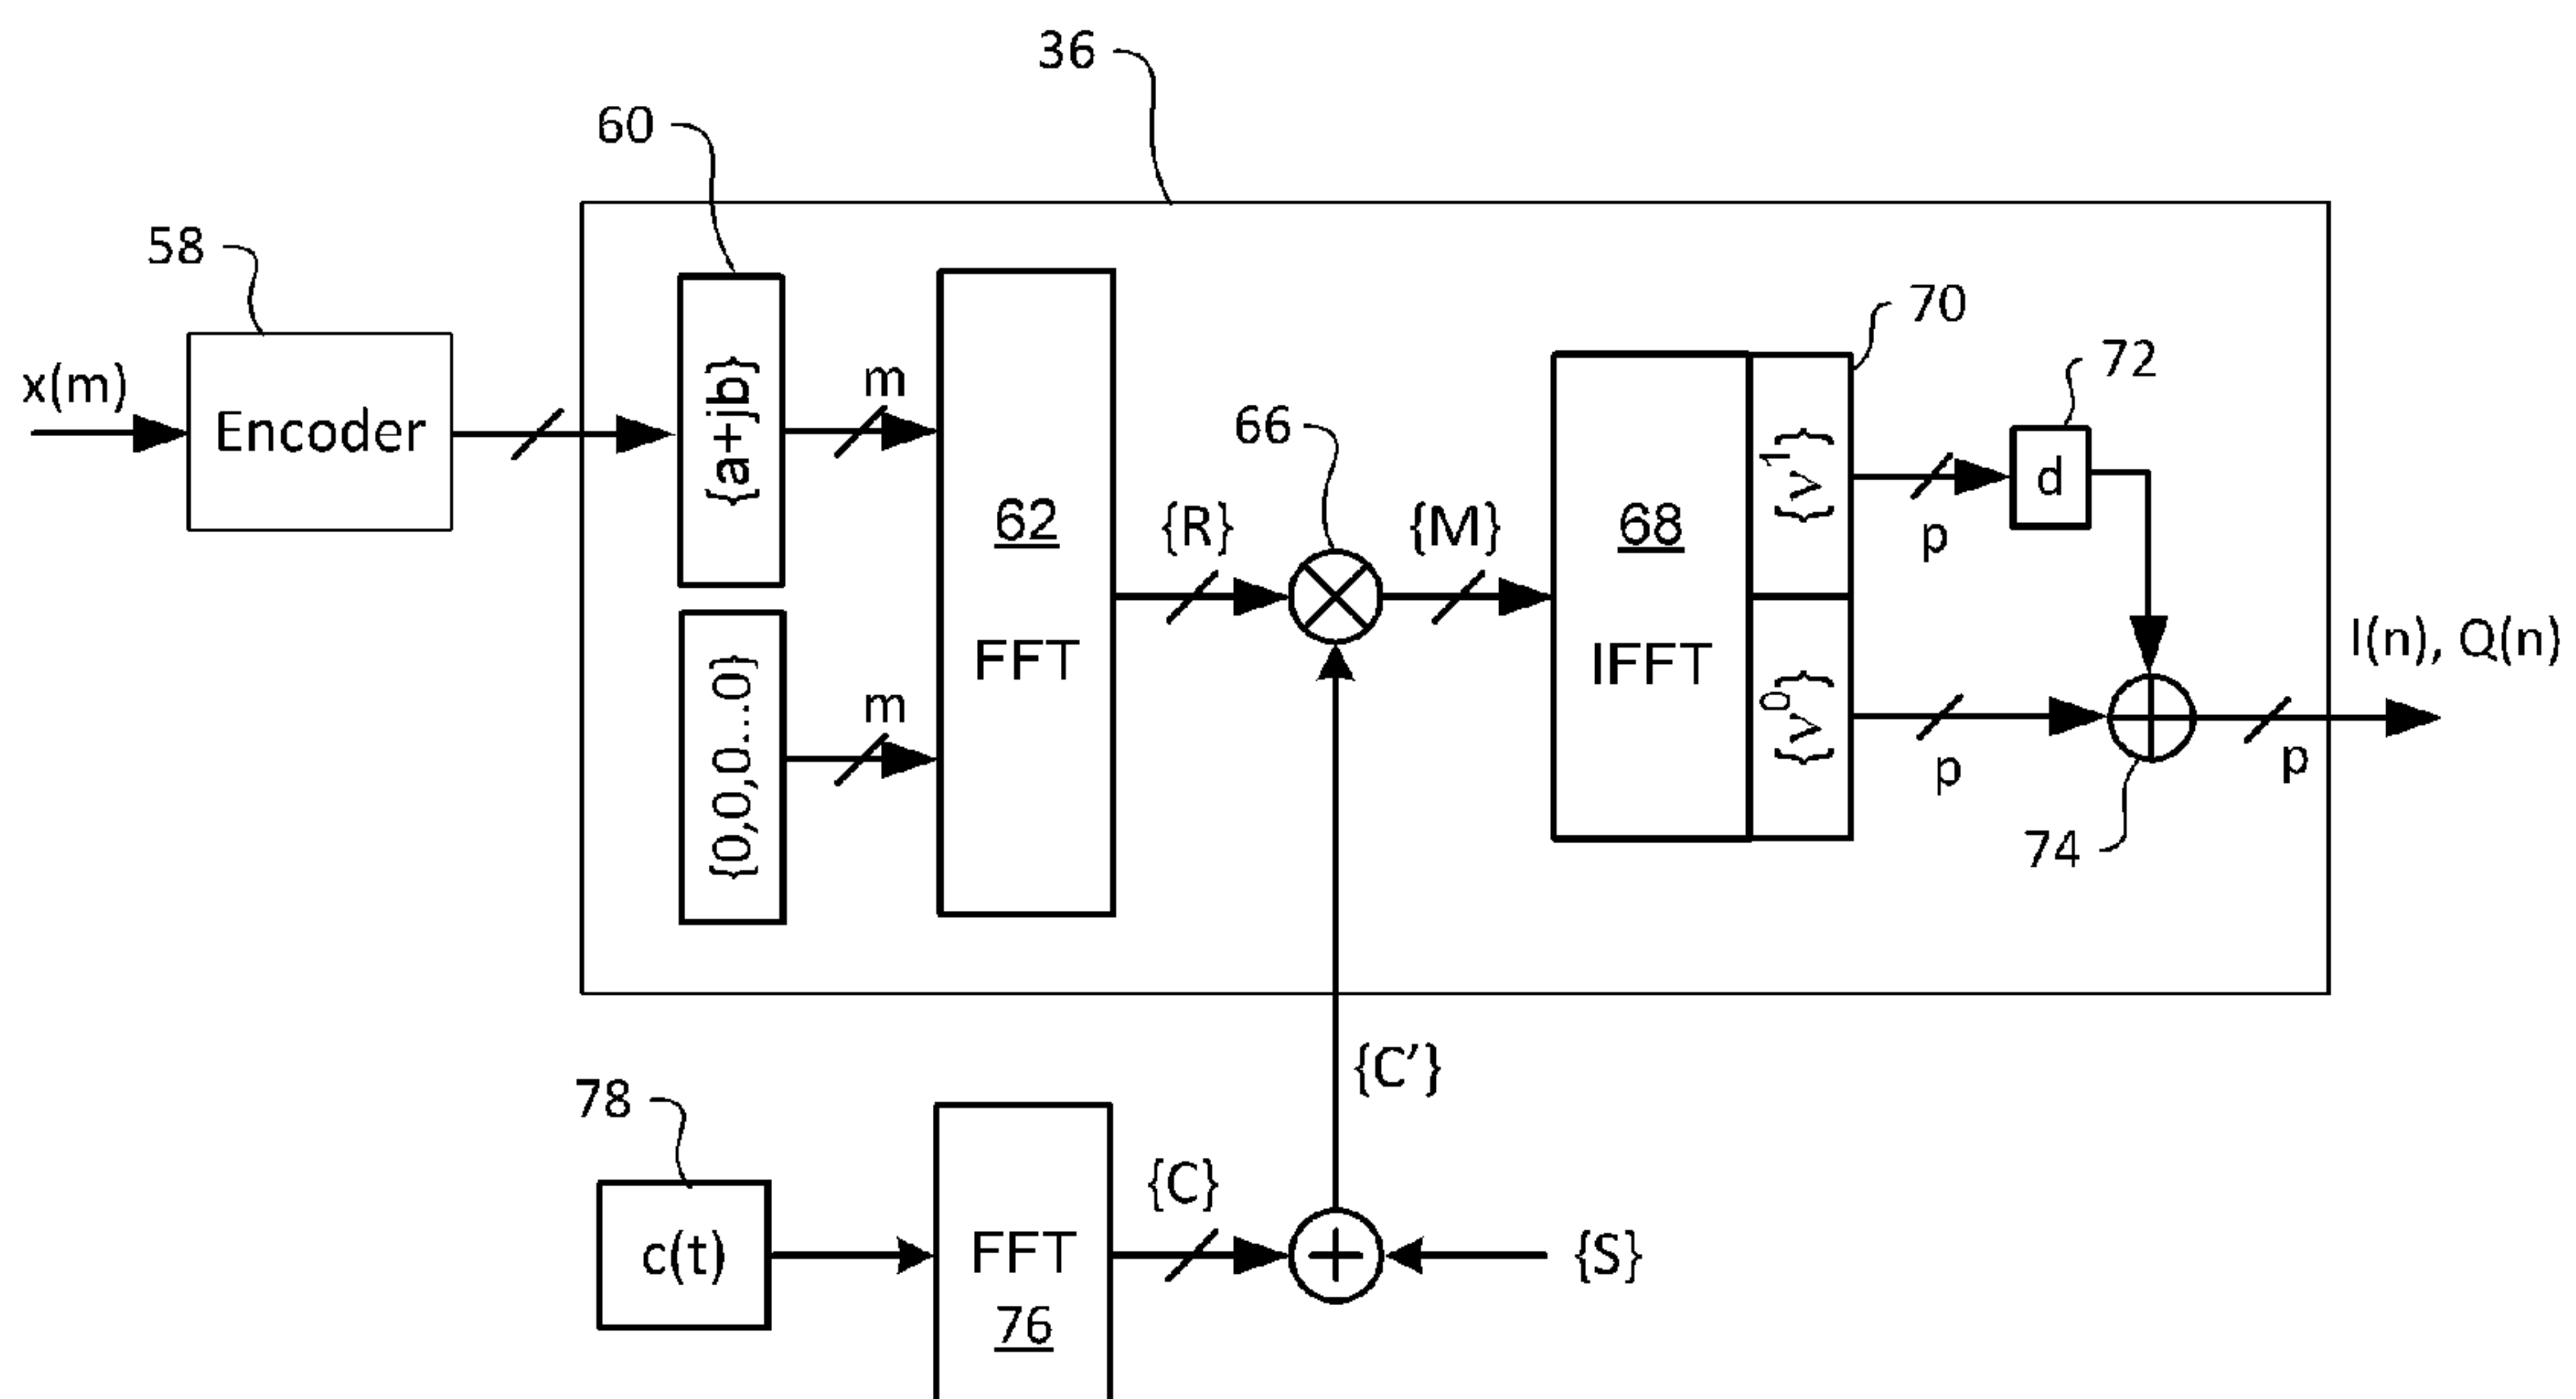 36
60
58
x(m)
Encoder
{a+jb}
m
{0,0,0...0}
m
62
FFT
{R}
66
{M}
68
IFFT
70
{v¹}
{v⁰}
p
72
d
p
74
p
I(n), Q(n)
{C'}
78
c(t)
FFT
76
{C}
{S}